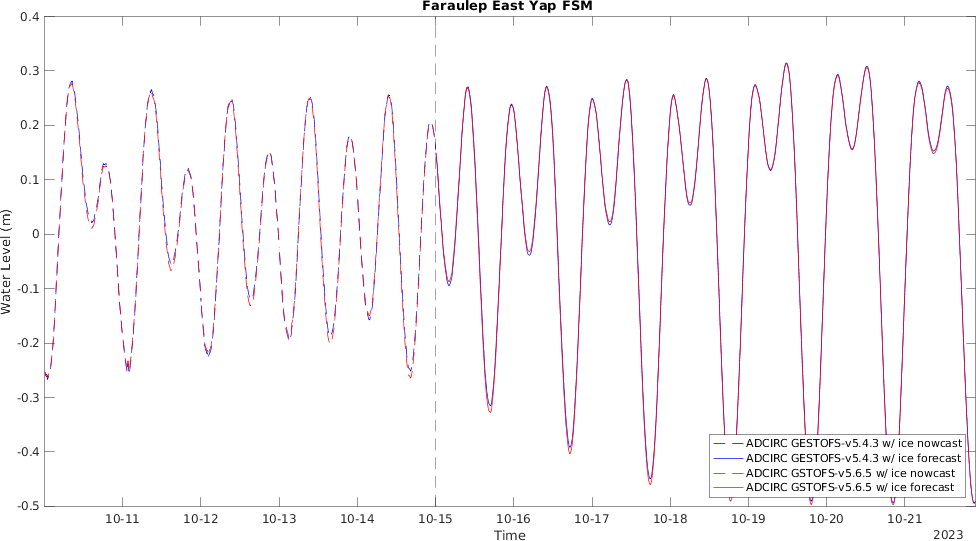 Faraulep East Yap FSM
0.4
0.3
0.2
0.1
0
-0.1
-0.2
-0.3
-0.4
-0.5
Water Level (m)
ADCIRC GESTOFS-v5.4.3 w/ ice nowcast
ADCIRC GESTOFS-v5.4.3 w/ ice forecast
ADCIRC GSTOFS-v5.6.5 w/ ice nowcast
ADCIRC GSTOFS-v5.6.5 w/ ice forecast
10-11 10-12 10-13 10-14 10-15 10-16 10-17 10-18 10-19 10-20 10-21
Time
2023